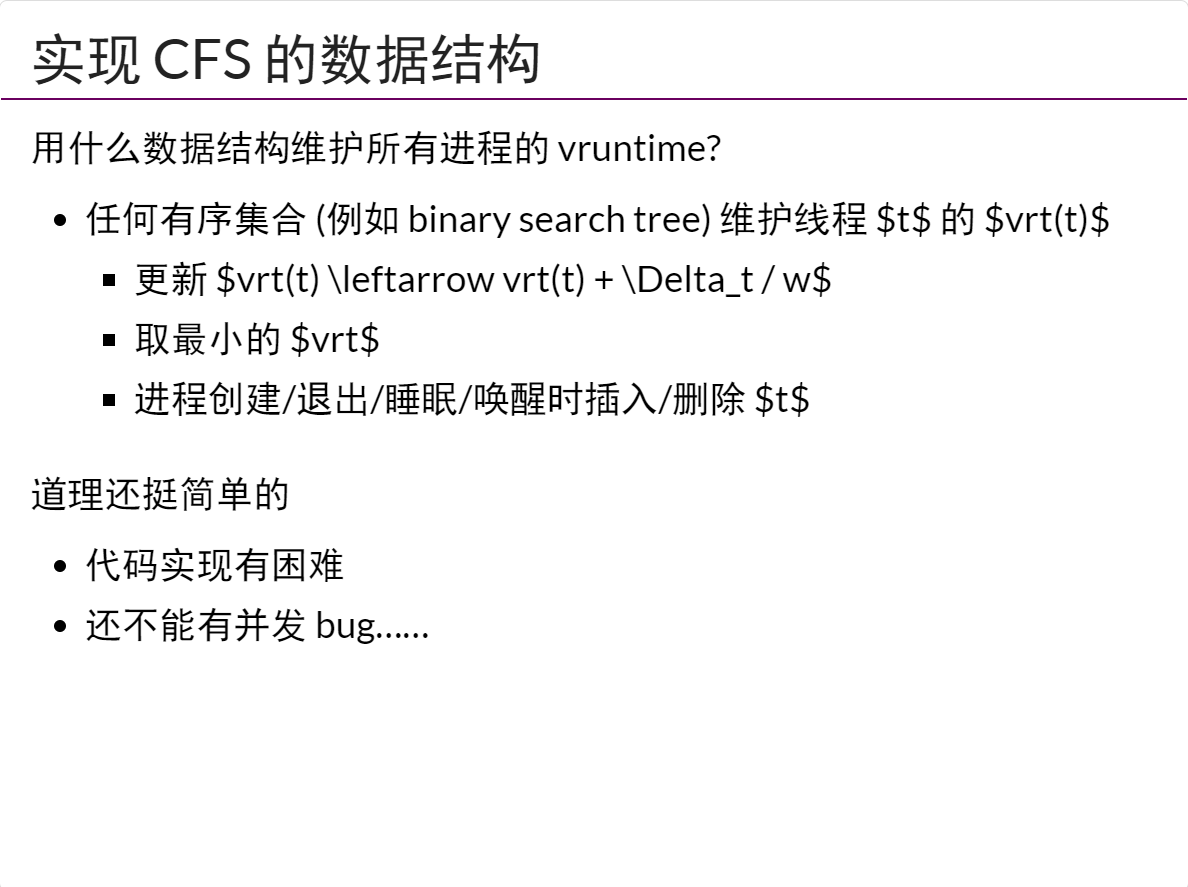 实现 CFS 的数据结构
用什么数据结构维护所有进程的 vruntime?
• 任何有序集合 (例如 binary search tree) 维护线程 $t$ 的 $vrt(t)$
▪ 更新 $vrt(t) \leftarrow vrt(t) + \Delta_t / w$
▪ 取最小的 $vrt$
▪ 进程创建/退出/睡眠/唤醒时插入/删除 $t$
道理还挺简单的
• 代码实现有困难
• 还不能有并发 bug……